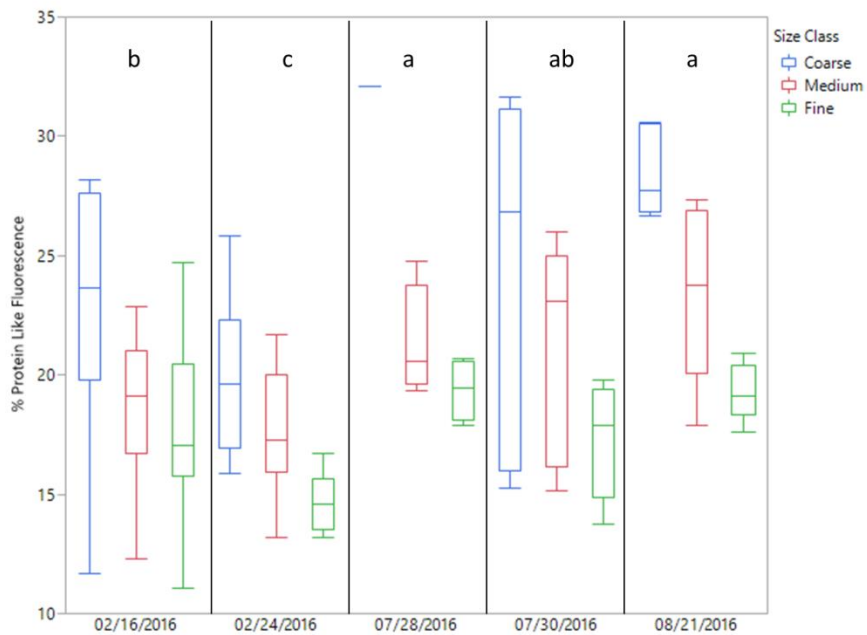 35
30
25
20
15
10
% Protein Like Fluorescence
b c a ab a
Size Class
Coarse
Medium
Fine
02/16/2016 02/24/2016 07/28/2016 07/30/2016 08/21/2016